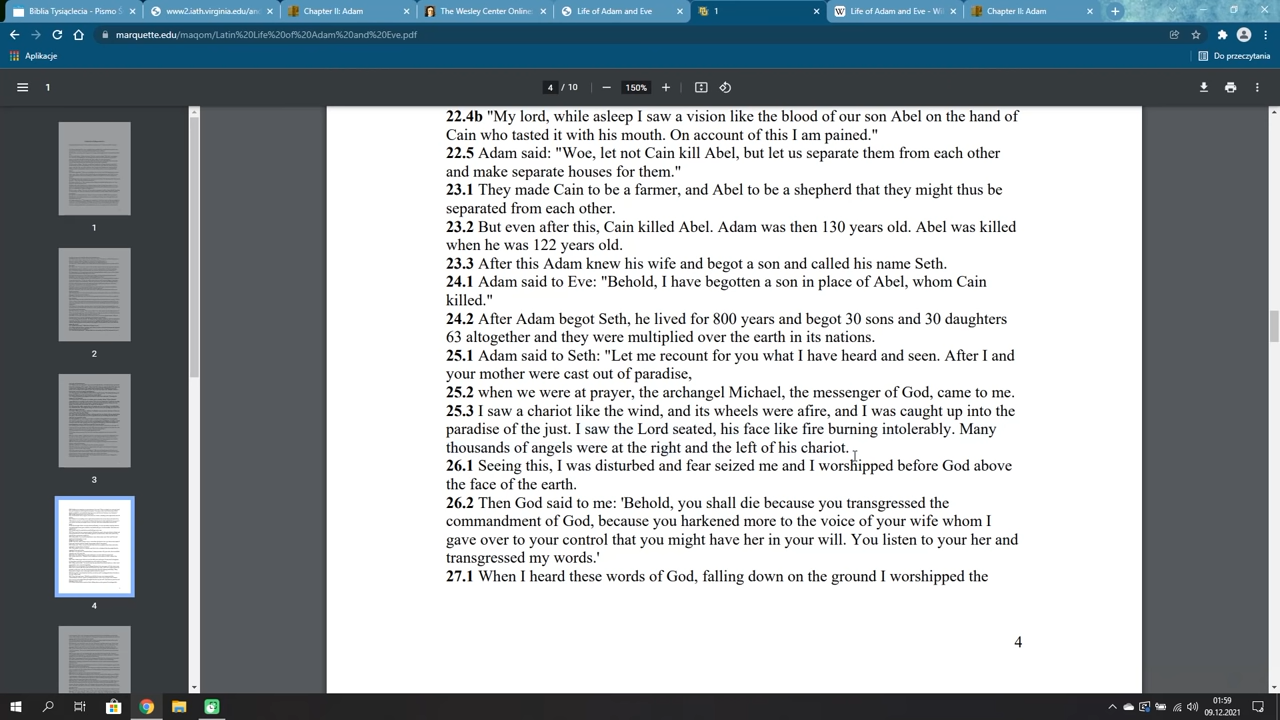 Biblia Tysiąclecia - Pismo Ś
www2.iath.virginia.edu/an
Chapter II: Adam
The Wesley Center Online:
Life of Adam and Eve
1
Life of Adam and Eve - Wi
Chapter II: Adam
marquette.edu/maqom/Latin%20Life%20of%20Adam%20and%20Eve.pdf
Aplikacje
Do przeczytania
1
4 / 10
150%
22.4b "My lord, while asleep I saw a vision like the blood of our son Abel on the hand of
Cain who tasted it with his mouth. On account of this I am pained."
22.5 Adam said: "Woe, let not Cain kill Abel, but let us separate them from each other
and make separate houses for them."
23.1 They made Cain to be a farmer, and Abel to be a shepherd that they might thus be
separated from each other.
23.2 But even after this, Cain killed Abel. Adam was then 130 years old. Abel was killed
when he was 122 years old.
23.3 After this Adam knew his wife and begot a son and called his name Seth.
24.1 Adam said to Eve: "Behold, I have begotten a son in place of Abel, whom Cain
killed."
24.2 After Adam begot Seth, he lived for 800 years and begot 30 sons and 30 daughters
63 altogether and they were multiplied over the earth in its nations.
25.1 Adam said to Seth: "Let me recount for you what I have heard and seen. After I and
your mother were cast out of paradise,
25.2 when we were at prayer, the archangel Michael, the messenger of God, came to me.
25.3 I saw a chariot like the wind, and its wheels were afire, and I was caught up into the
paradise of the just. I saw the Lord seated, his face like fire burning intolerably. Many
thousands of angels were at the right and the left of his chariot.
26.1 Seeing this, I was disturbed and fear seized me and I worshipped before God above
the face of the earth.
26.2 Then God said to me: 'Behold, you shall die because you transgressed the
commandment of God, because you harkened more to the voice of your wife whom I
gave over to your control that you might have her in your will. You listen to your her and
transgressed my words.'
27.1 When I heard these words of God, falling down on the ground I worshipped the
4
1
2
3
4
01:59
09.12.2021